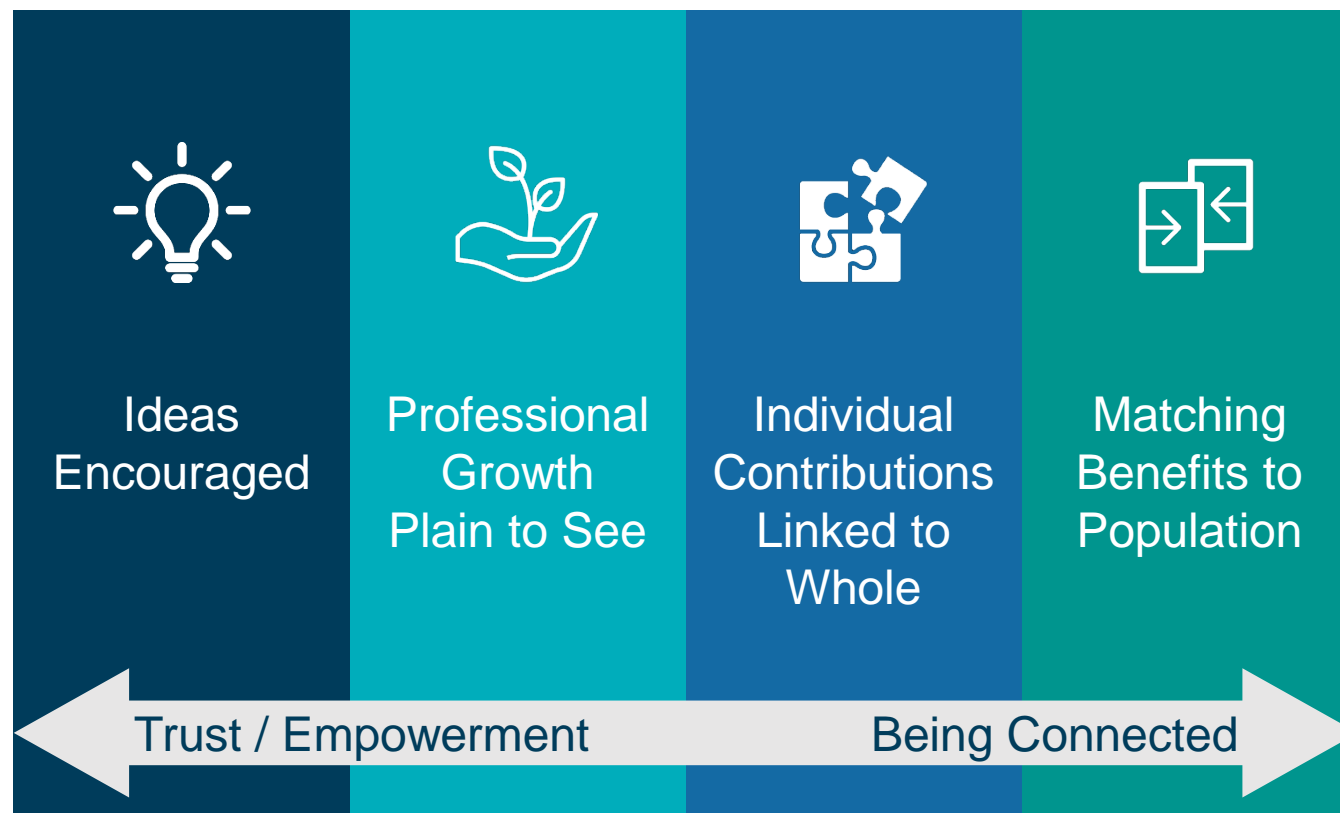 Ideas
Encouraged
Professional
Growth
Plain to See
Individual
Contributions
Linked to
Whole
Matching
Benefits to
Population
Trust / Empowerment
Being Connected